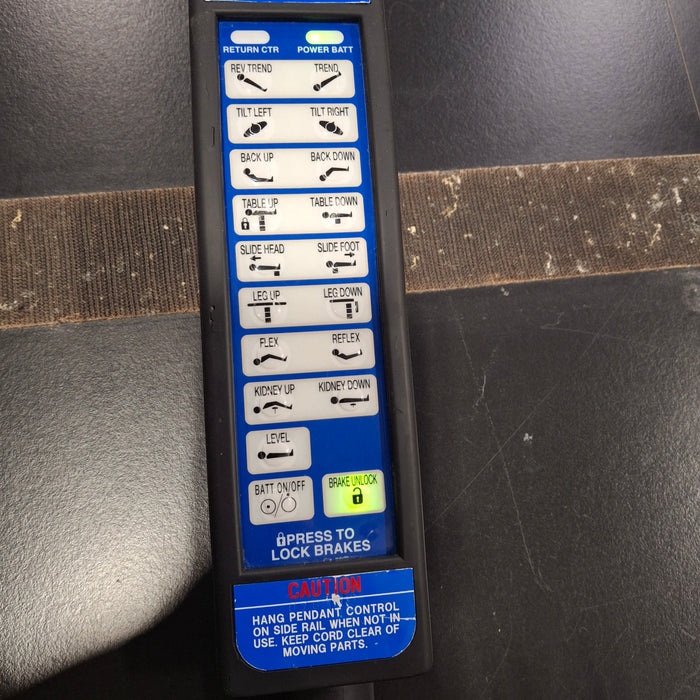 RETURN CTR POWER BATT
REV TREND TREND
TILT LEFT TILT RIGHT
BACK UP BACK DOWN
TABLE UP TABLE DOWN
SLIDE HEAD SLIDE FOOT
LEG UP LEG DOWN
FLEX REFLEX
KIDNEY UP KIDNEY DOWN
LEVEL
BATT ON/OFF BRAKE UNLOCK
PRESS TO
LOCK BRAKES
CAUTION
HANG PENDANT CONTROL
ON SIDE RAIL WHEN NOT IN
USE. KEEP CORD CLEAR OF
MOVING PARTS.